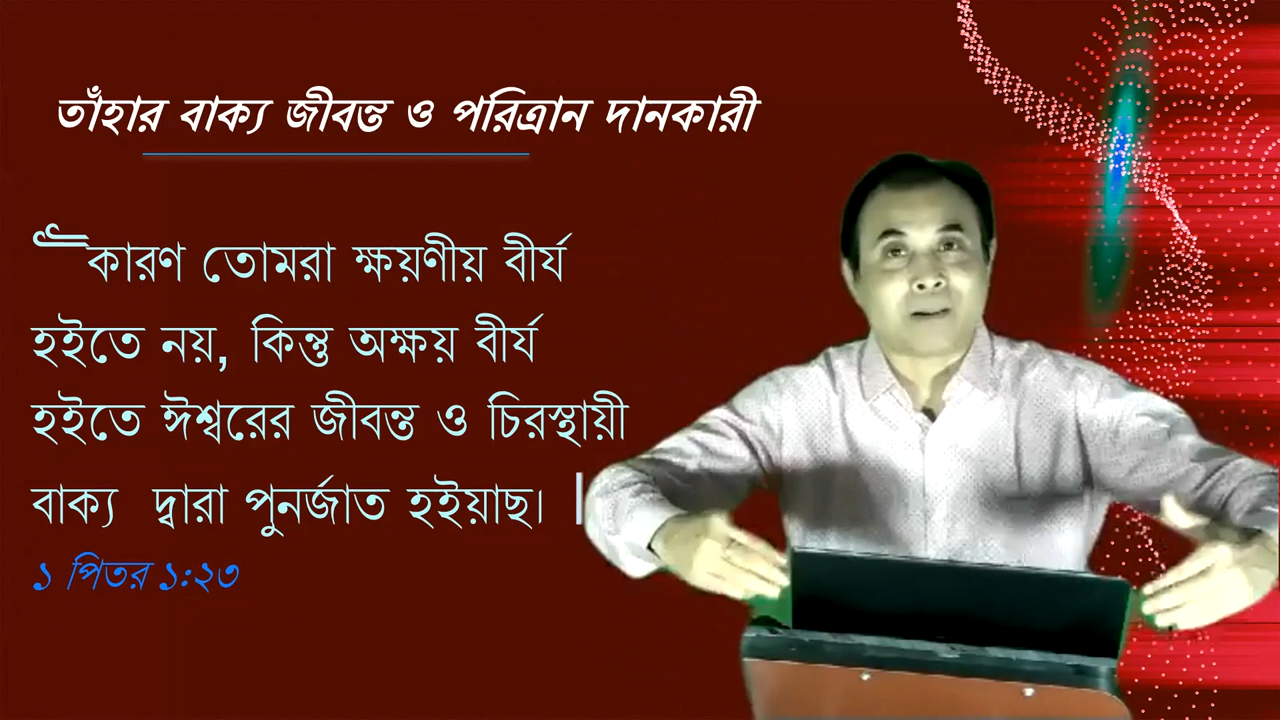 তাঁহার বাক্য জীবন্ত ও পরিত্রান দানকারী
কারণ তোমরা ক্ষয়ণীয় বীর্য
হইতে নয়, কিন্তু অক্ষয় বীর্য
হইতে ঈশ্বরের জীবন্ত ও চিরস্থায়ী
বাক্য দ্বারা পুনর্জাত হইয়াছ। |
১ পিতর ১:২৩